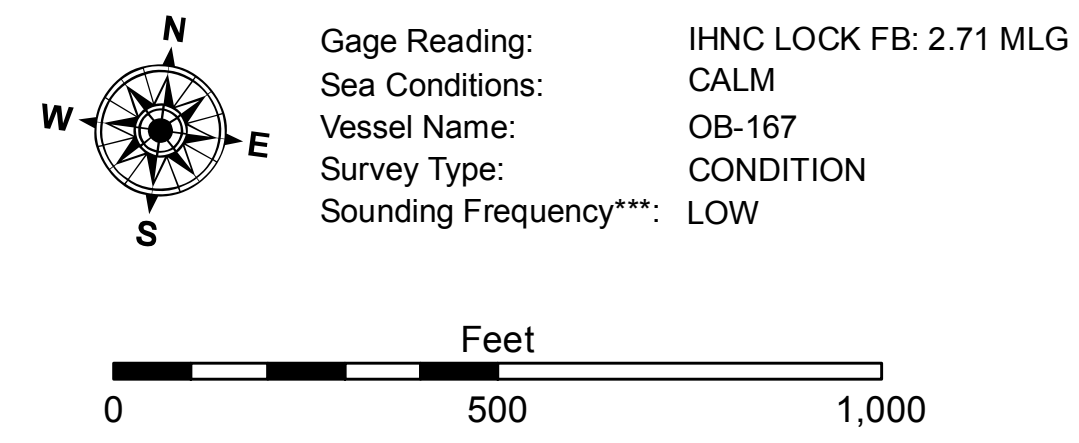 N
W
E
S
Gage Reading: IHNC LOCK FB: 2.71 MLG
Sea Conditions: CALM
Vessel Name: OB-167
Survey Type: CONDITION
Sounding Frequency***: LOW
Feet
0 500 1,000